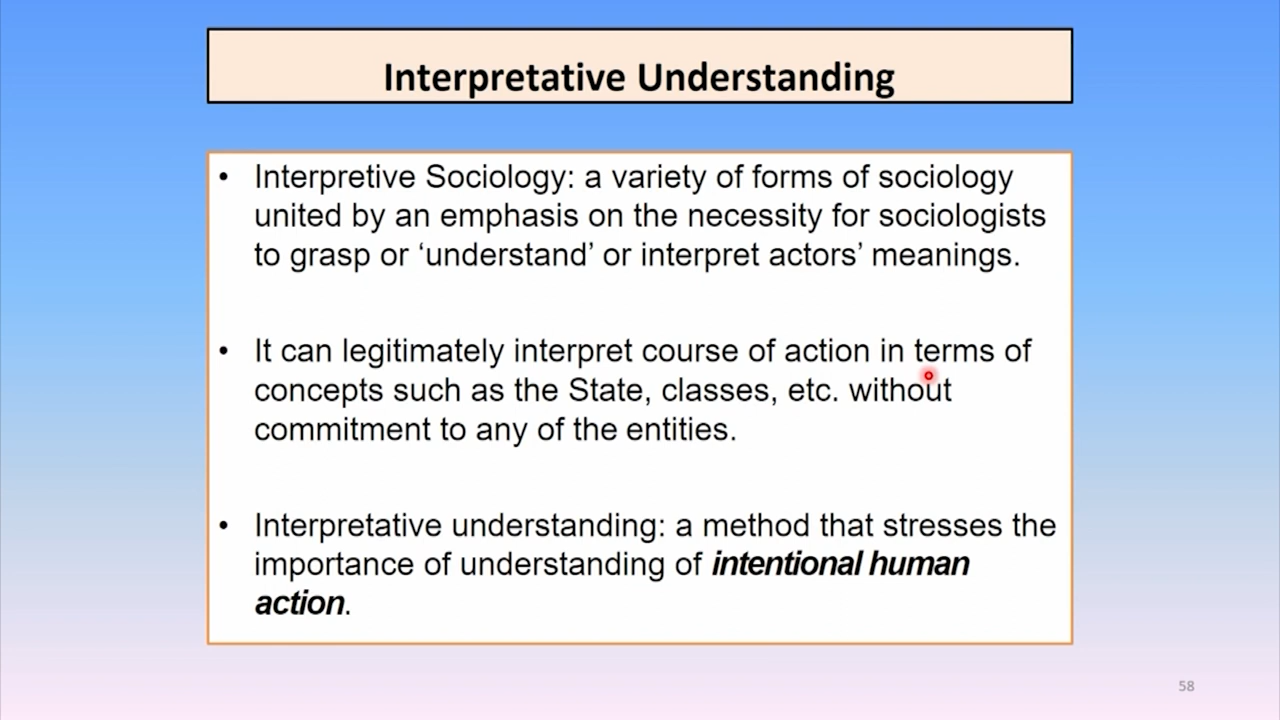 Interpretative Understanding
• Interpretive Sociology: a variety of forms of sociology
united by an emphasis on the necessity for sociologists
to grasp or ‘understand’ or interpret actors’ meanings.
• It can legitimately interpret course of action in terms of
concepts such as the State, classes, etc. without
commitment to any of the entities.
• Interpretative understanding: a method that stresses the
importance of understanding of intentional human
action.
58